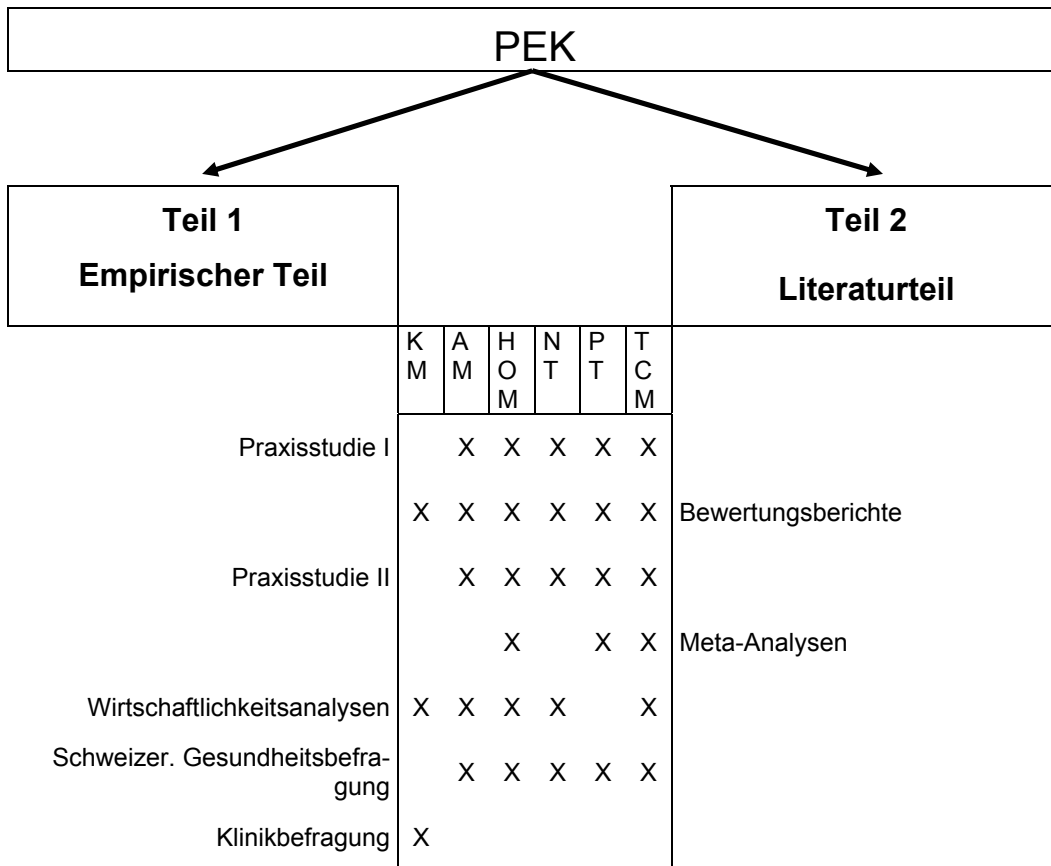 PEK
Teil 1
Empirischer Teil
Teil 2
Literaturteil
K M
A M
H O M
N T
P T
T C M
Praxisstudie I X X X X X
X X X X X X Bewertungsberichte
Praxisstudie II X X X X X
X X X Meta-Analysen
Wirtschaftlichkeitsanalysen X X X X X
Schweizer. Gesundheitsbefra-
gung X X X X X
Klinikbefragung X